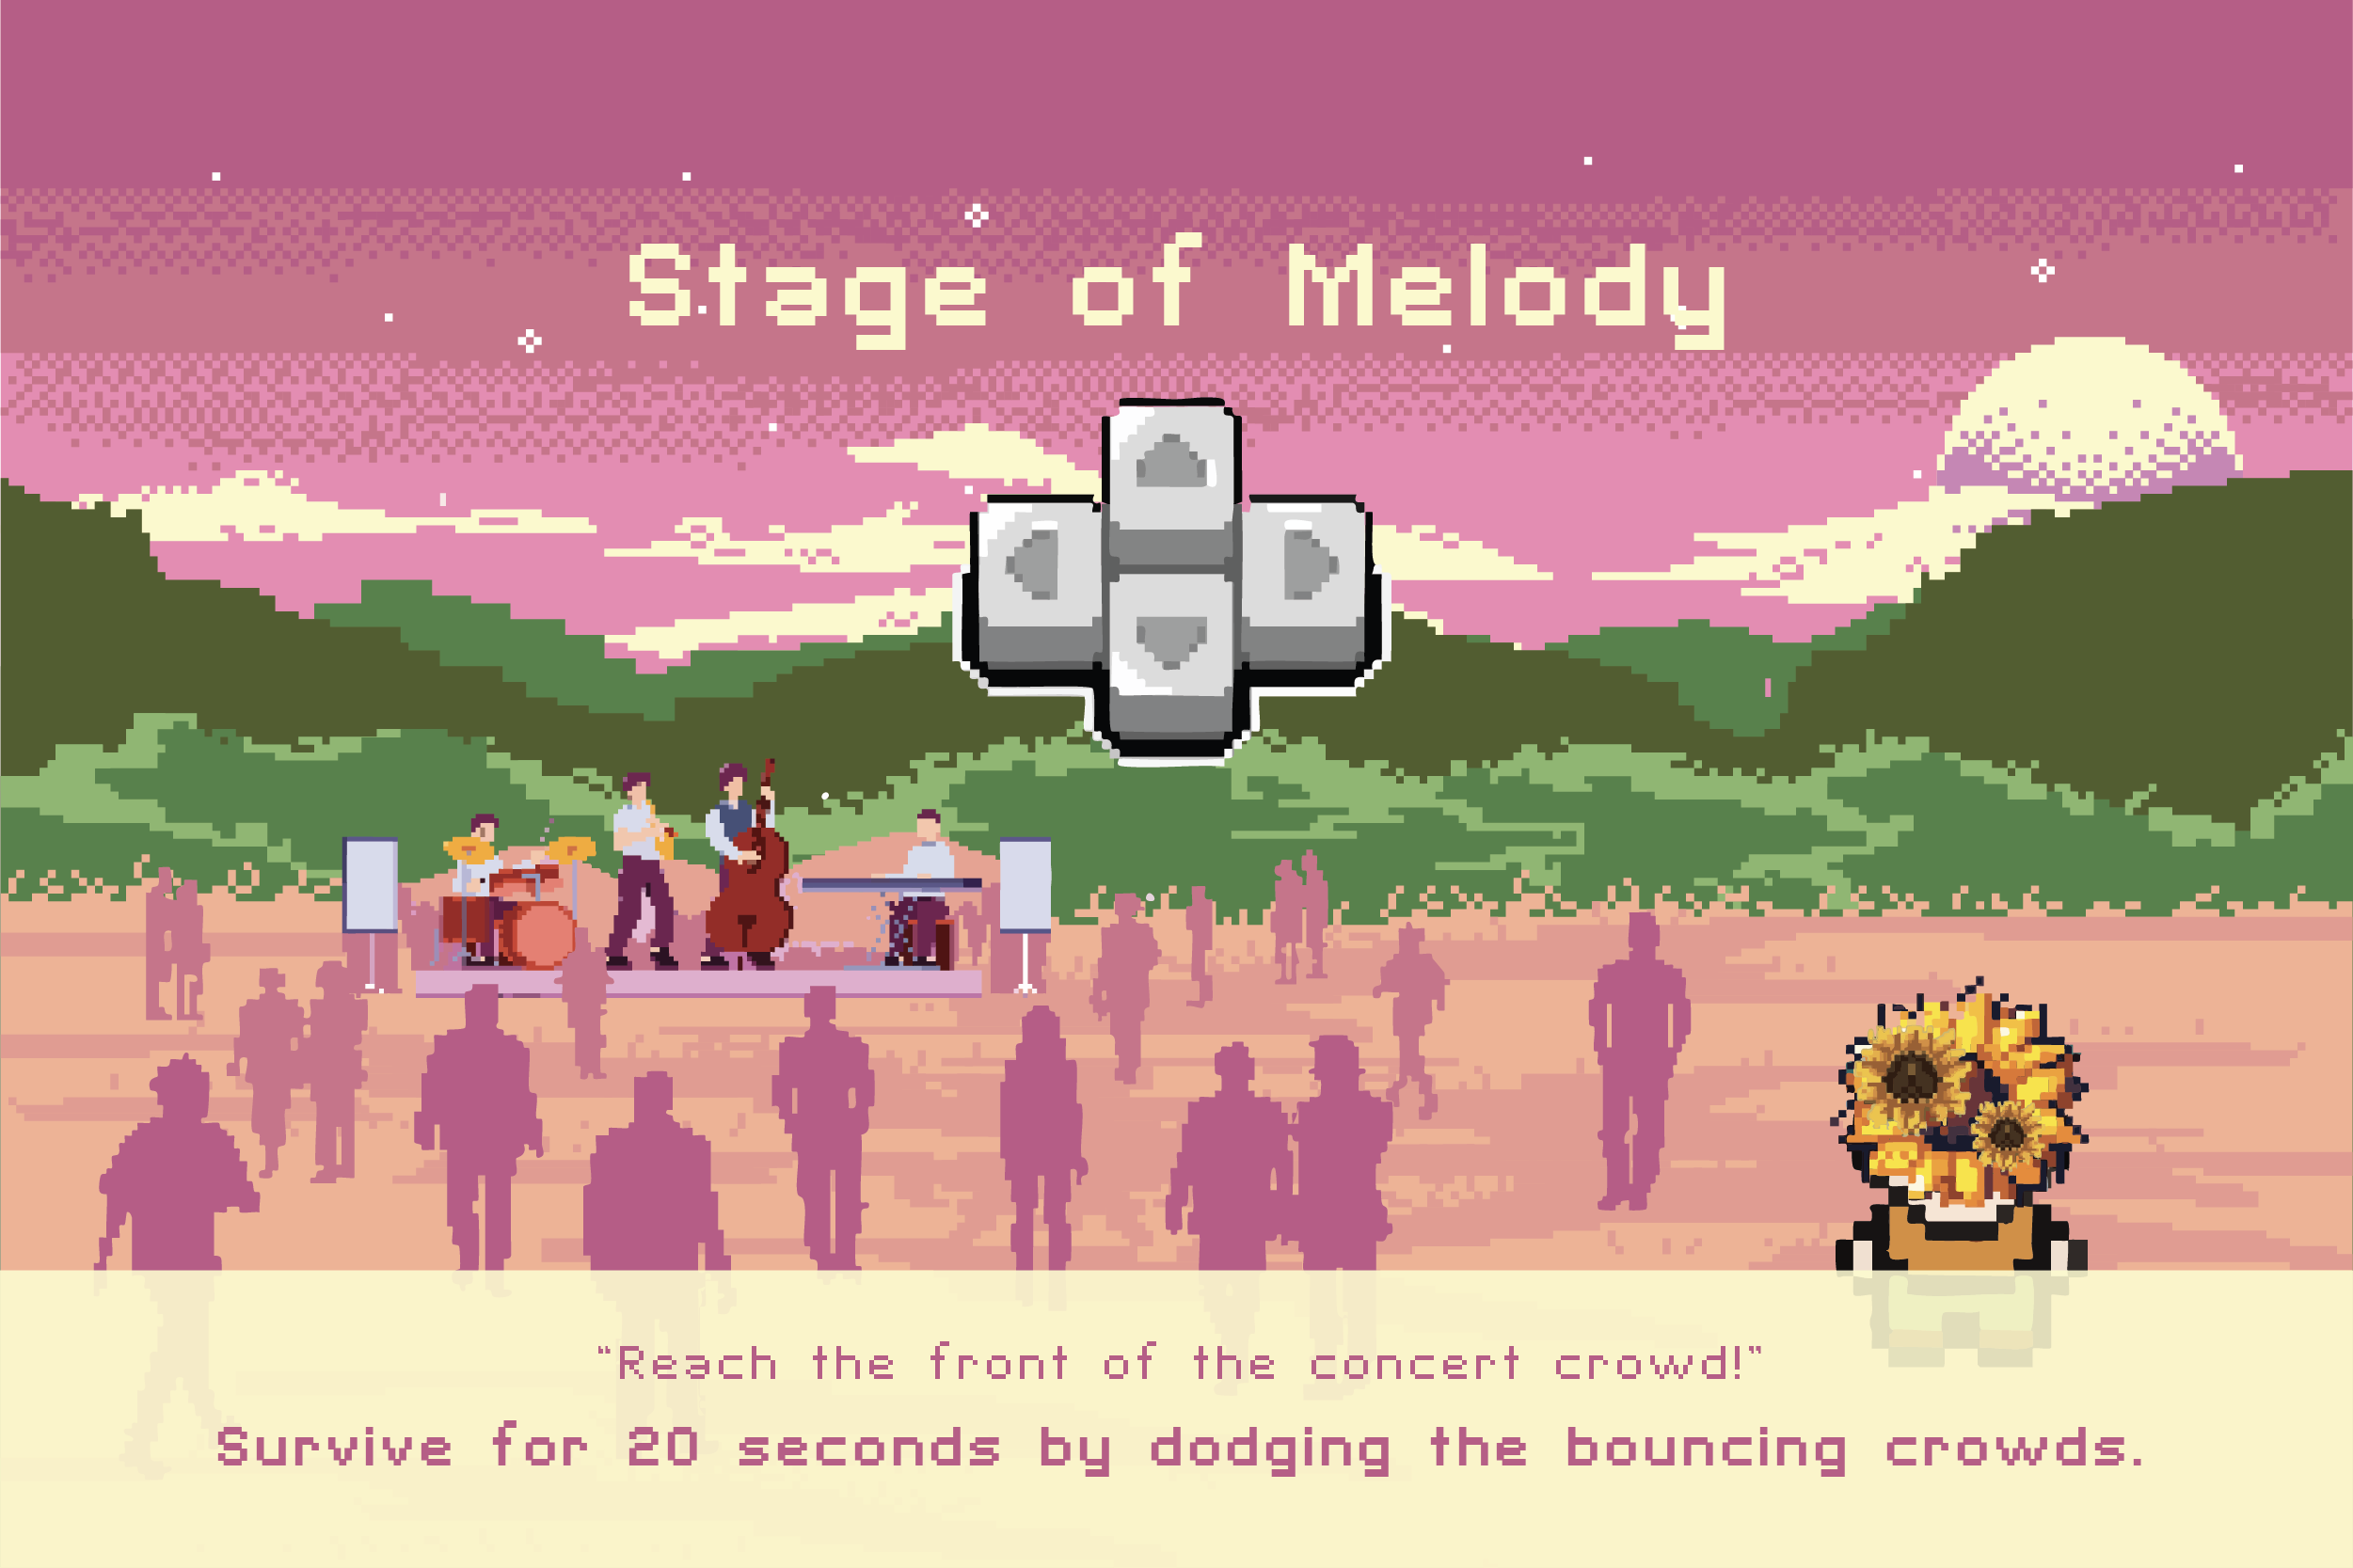 Stage of Melody
“Reach the front of the concert crowd!”
Survive for 20 seconds by dodging the bouncing crowds.